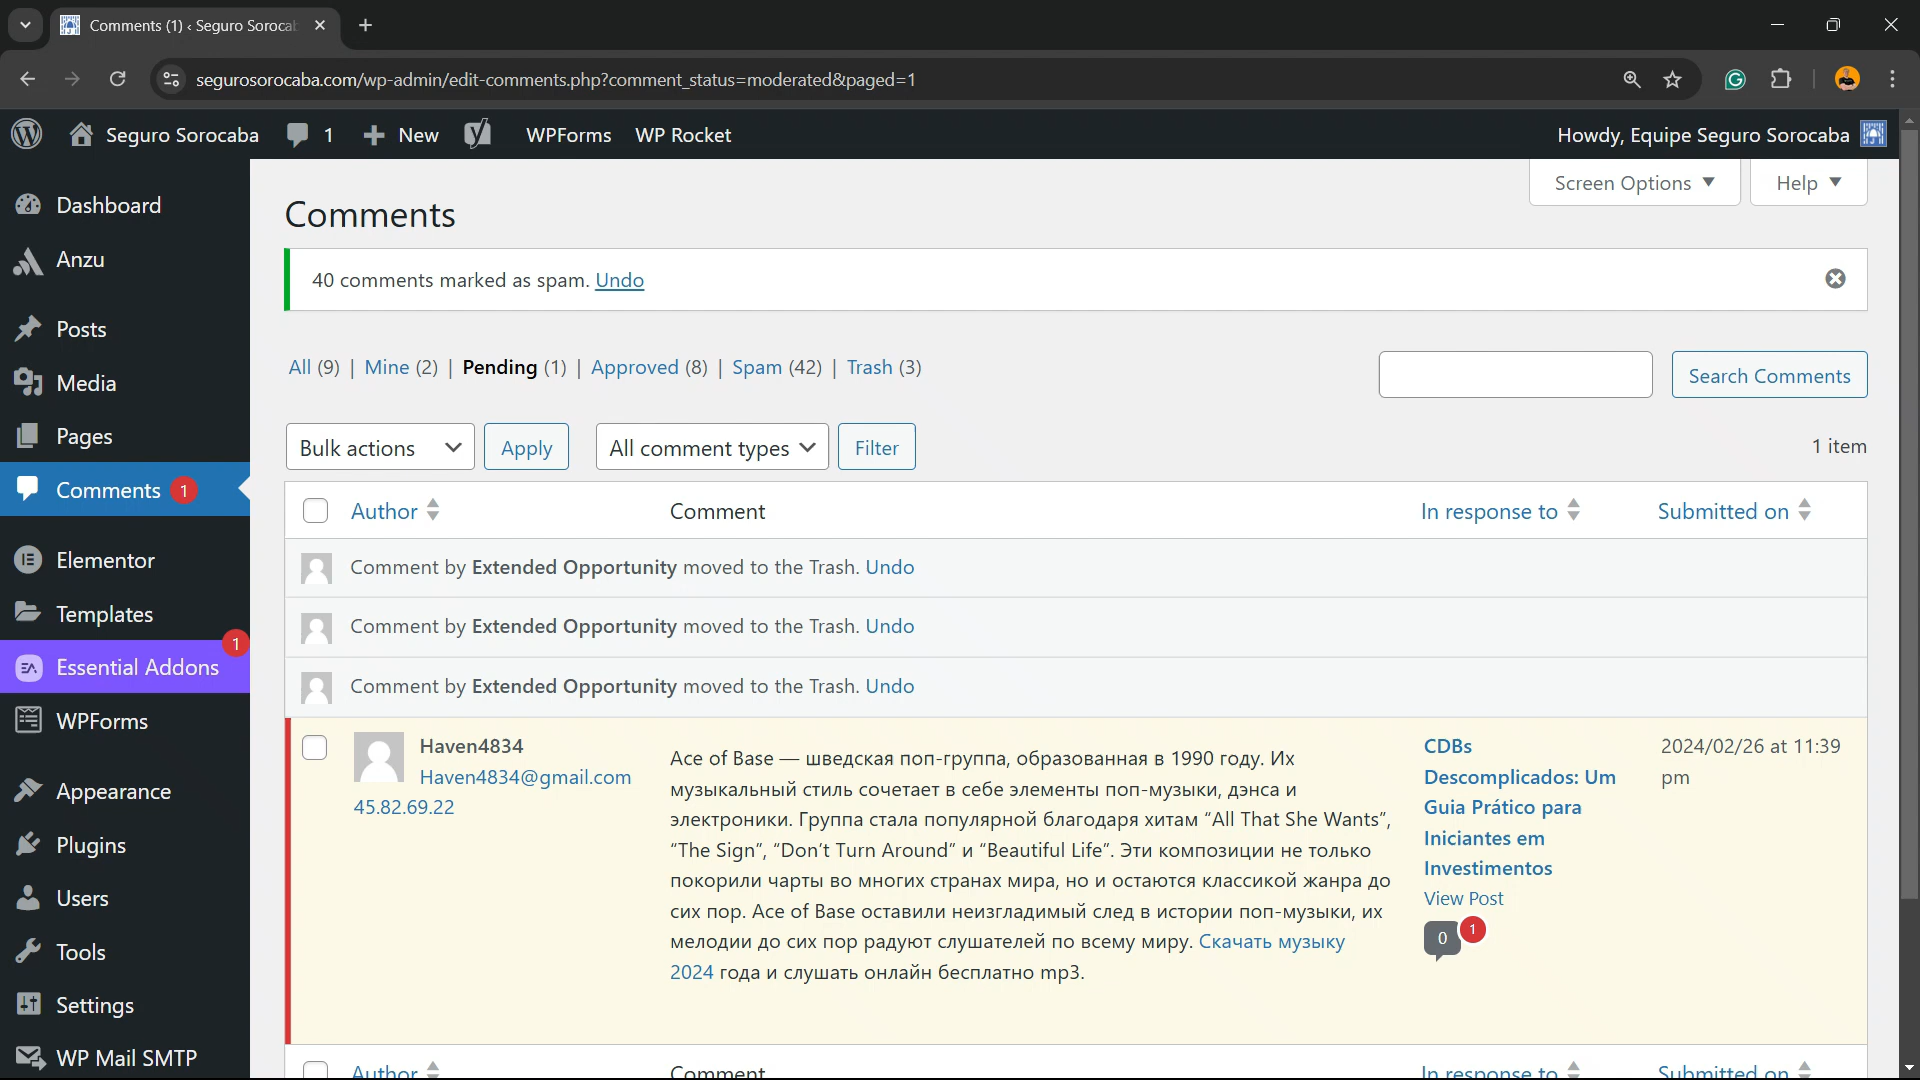 Comments (1) ‹ Seguro Soroca
segurosorocaba.com/wp-admin/edit-comments.php?comment_status=moderated&paged=1
Seguro Sorocaba 1 New WPForms WP Rocket Howdy, Equipe Seguro Sorocaba
Screen Options Help
Dashboard
Anzu
Posts
Media
Pages
Comments 1
Elementor
Templates
1
Essential Addons
WPForms
Appearance
Plugins
Users
Tools
Settings
WP Mail SMTP
Comments
40 comments marked as spam. Undo
All (9) | Mine (2) | Pending (1) | Approved (8) | Spam (42) | Trash (3)
Search Comments
Bulk actions Apply All comment types Filter 1 item
Author Comment In response to Submitted on
Comment by Extended Opportunity moved to the Trash. Undo
Comment by Extended Opportunity moved to the Trash. Undo
Comment by Extended Opportunity moved to the Trash. Undo
Haven4834
Haven4834@gmail.com
45.82.69.22
Ace of Base — шведская поп-группа, образованная в 1990 году. Их
музыкальный стиль сочетает в себе элементы поп-музыки, дэнса и
электроники. Группа стала популярной благодаря хитам “All That She Wants”,
“The Sign”, “Don’t Turn Around” и “Beautiful Life”. Эти композиции не только
покорили чарты во многих странах мира, но и остаются классикой жанра до
сих пор. Ace of Base оставили неизгладимый след в истории поп-музыки, их
мелодии до сих пор радуют слушателей по всему миру. Скачать музыку
2024 года и слушать онлайн бесплатно mp3.
CDBs
Descomplicados: Um
Guia Prático para
Iniciantes em
Investimentos
View Post
0 1
2024/02/26 at 11:39
pm
Author Comment In response to Submitted on